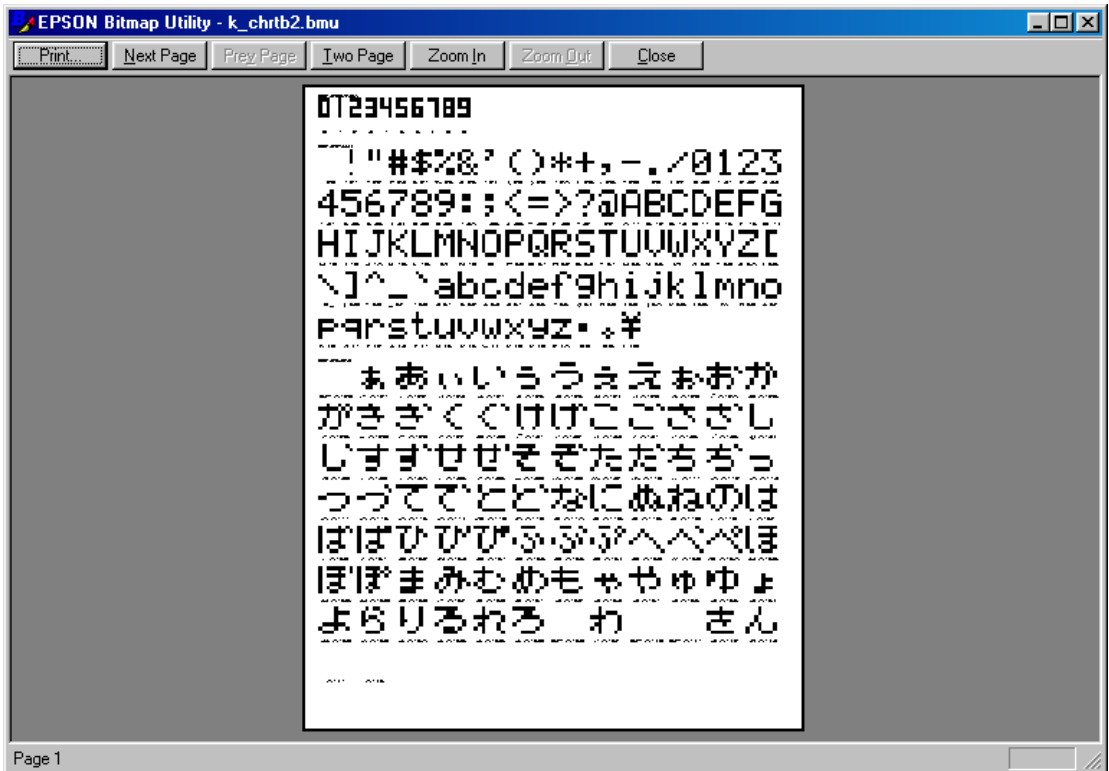 EPSON Bitmap Utility - k_chrtb2.bmu
Print... Next Page Prev Page Two Page Zoom In Zoom Out Close
0123456789
!"#$%&'()*+,-./0123
456789:;<=>?@ABCDEFG
HIJKLMNOPQRSTUVWXYZ[
\]^_`abcdefghijklmno
pqrstuvwxyz・。¥
ぁあぃいぅうぇえぉおか
がきぎくぐけげこごさざし
じすずせぜそぞただちぢっ
つづてでとどなにぬねのは
ばぱひびぴふぶぷへべぺほ
ぼぽまみむめもゃやゅゆょ
よらりるれろ わ をん
Page 1